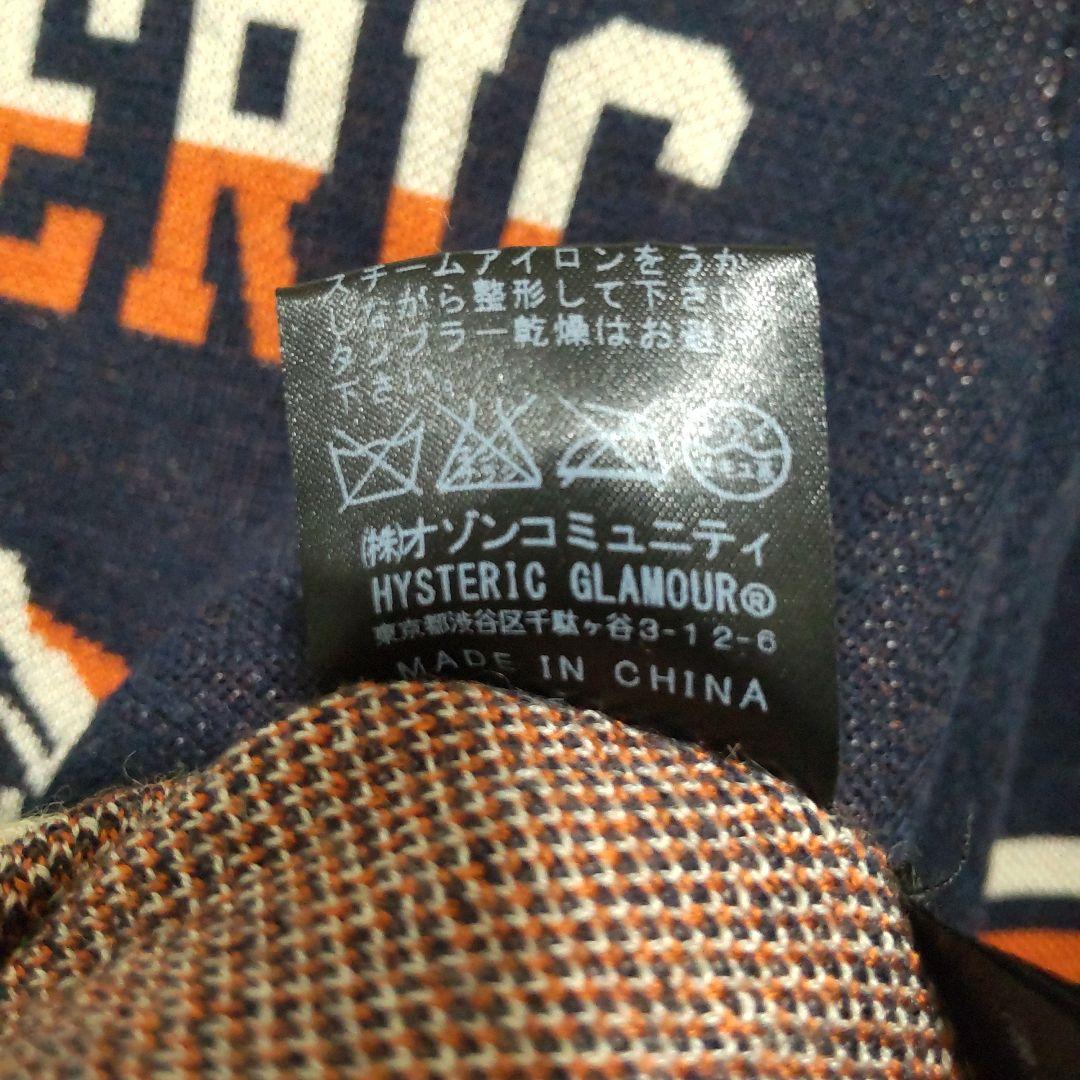 ERIC
スチームアイロンをうか
しながら整形して下さい
タンブラー乾燥はお避け
下さい。
(株)オゾンコミュニティ
HYSTERIC GLAMOUR®
東京都渋谷区千駄ヶ谷3-12-6
MADE IN CHINA